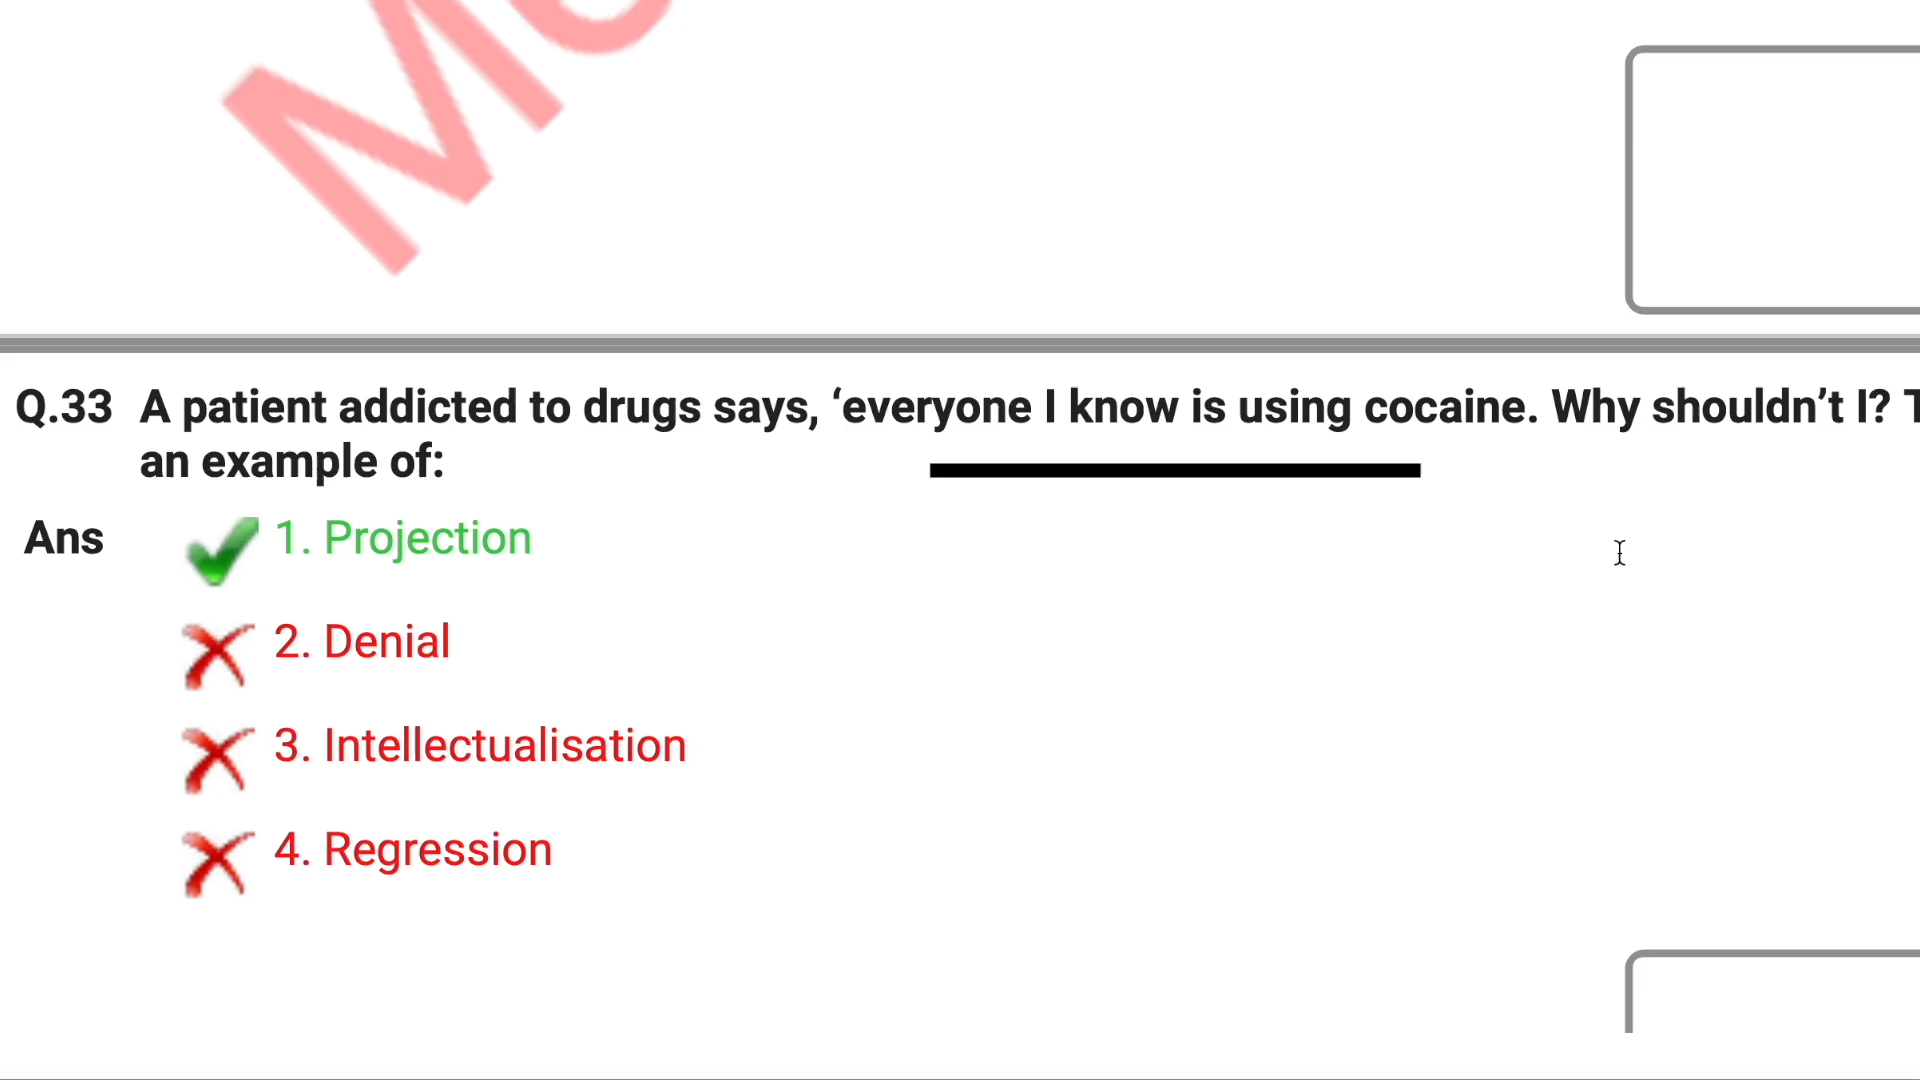 Q.33 A patient addicted to drugs says, ‘everyone I know is using cocaine. Why shouldn’t I?
an example of:
Ans 1. Projection
2. Denial
3. Intellectualisation
4. Regression